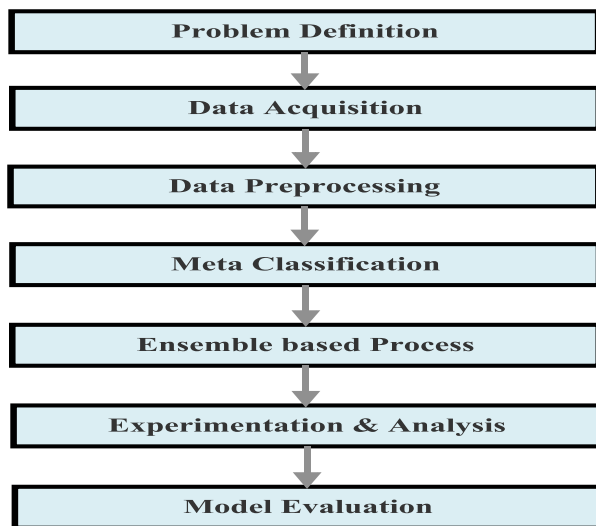 Problem Definition
Data Acquisition
Data Preprocessing
Meta Classification
Ensemble based Process
Experimentation & Analysis
Model Evaluation